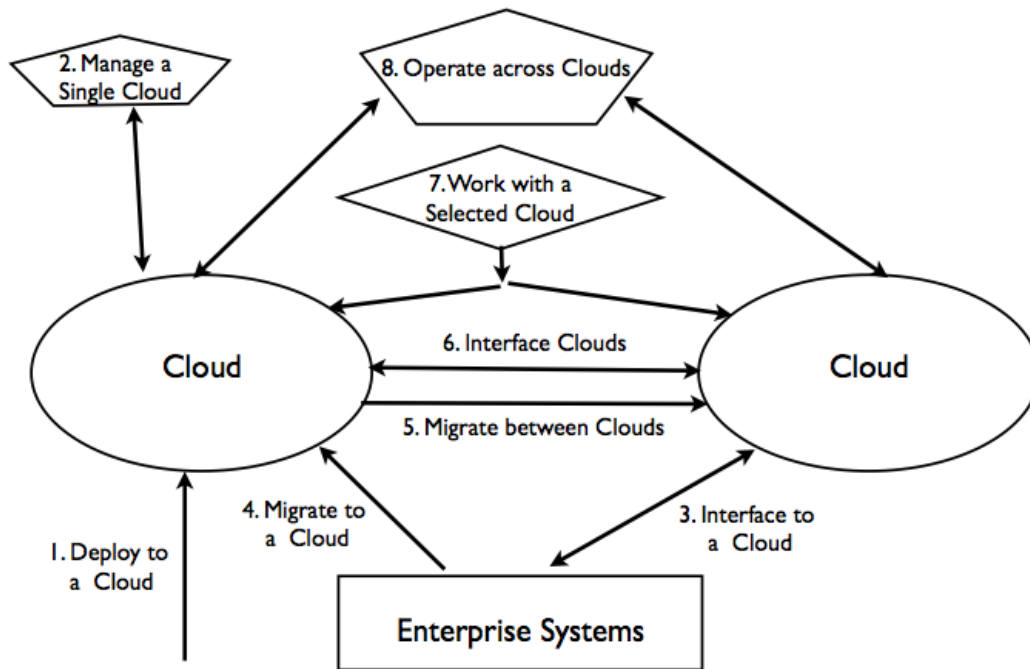 2. Manage a
Single Cloud
8. Operate across Clouds
7. Work with a
Selected Cloud
Cloud
6. Interface Clouds
Cloud
5. Migrate between Clouds
4. Migrate to
a Cloud
3. Interface to
a Cloud
1. Deploy to
a Cloud
Enterprise Systems